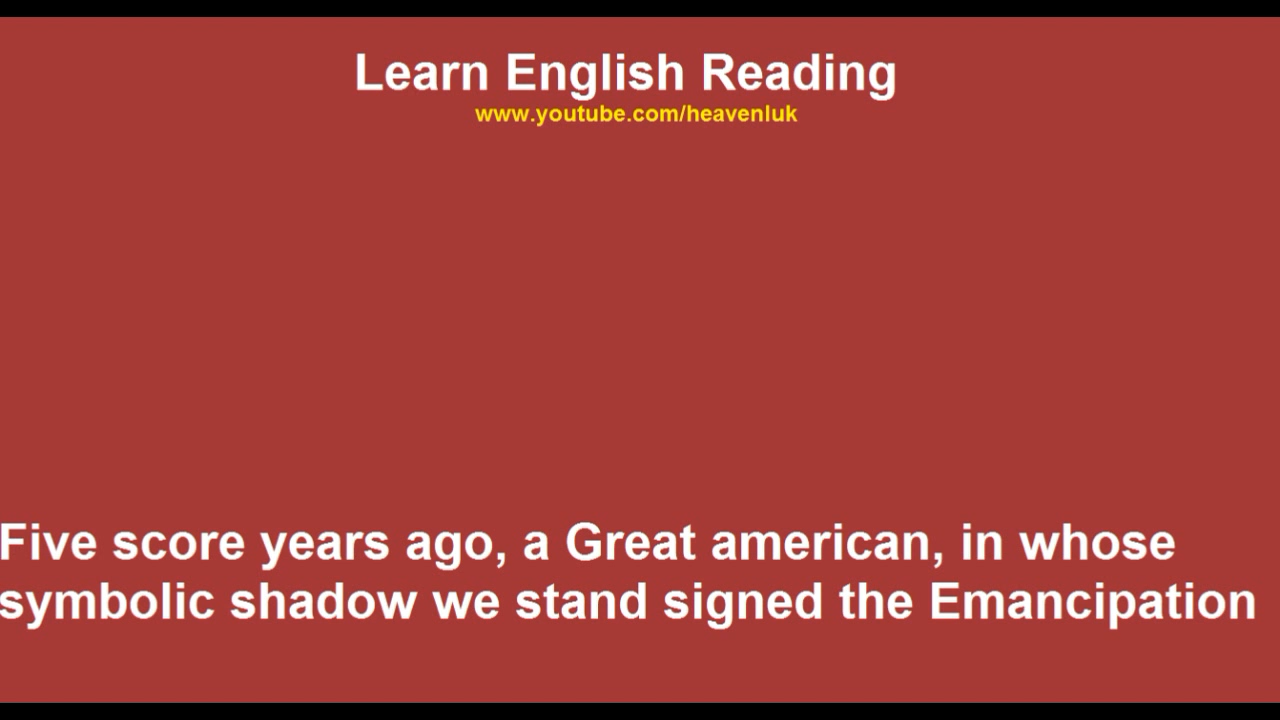 Learn English Reading
www.youtube.com/heavenluk
Five score years ago, a Great american, in whose
symbolic shadow we stand signed the Emancipation